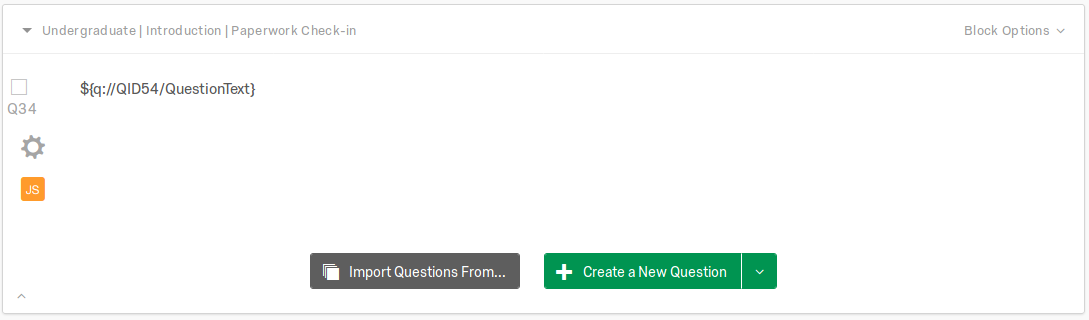 Undergraduate | Introduction | Paperwork Check-in
Block Options
Q34
${q://QID54/QuestionText}
JS
Import Questions From...
Create a New Question